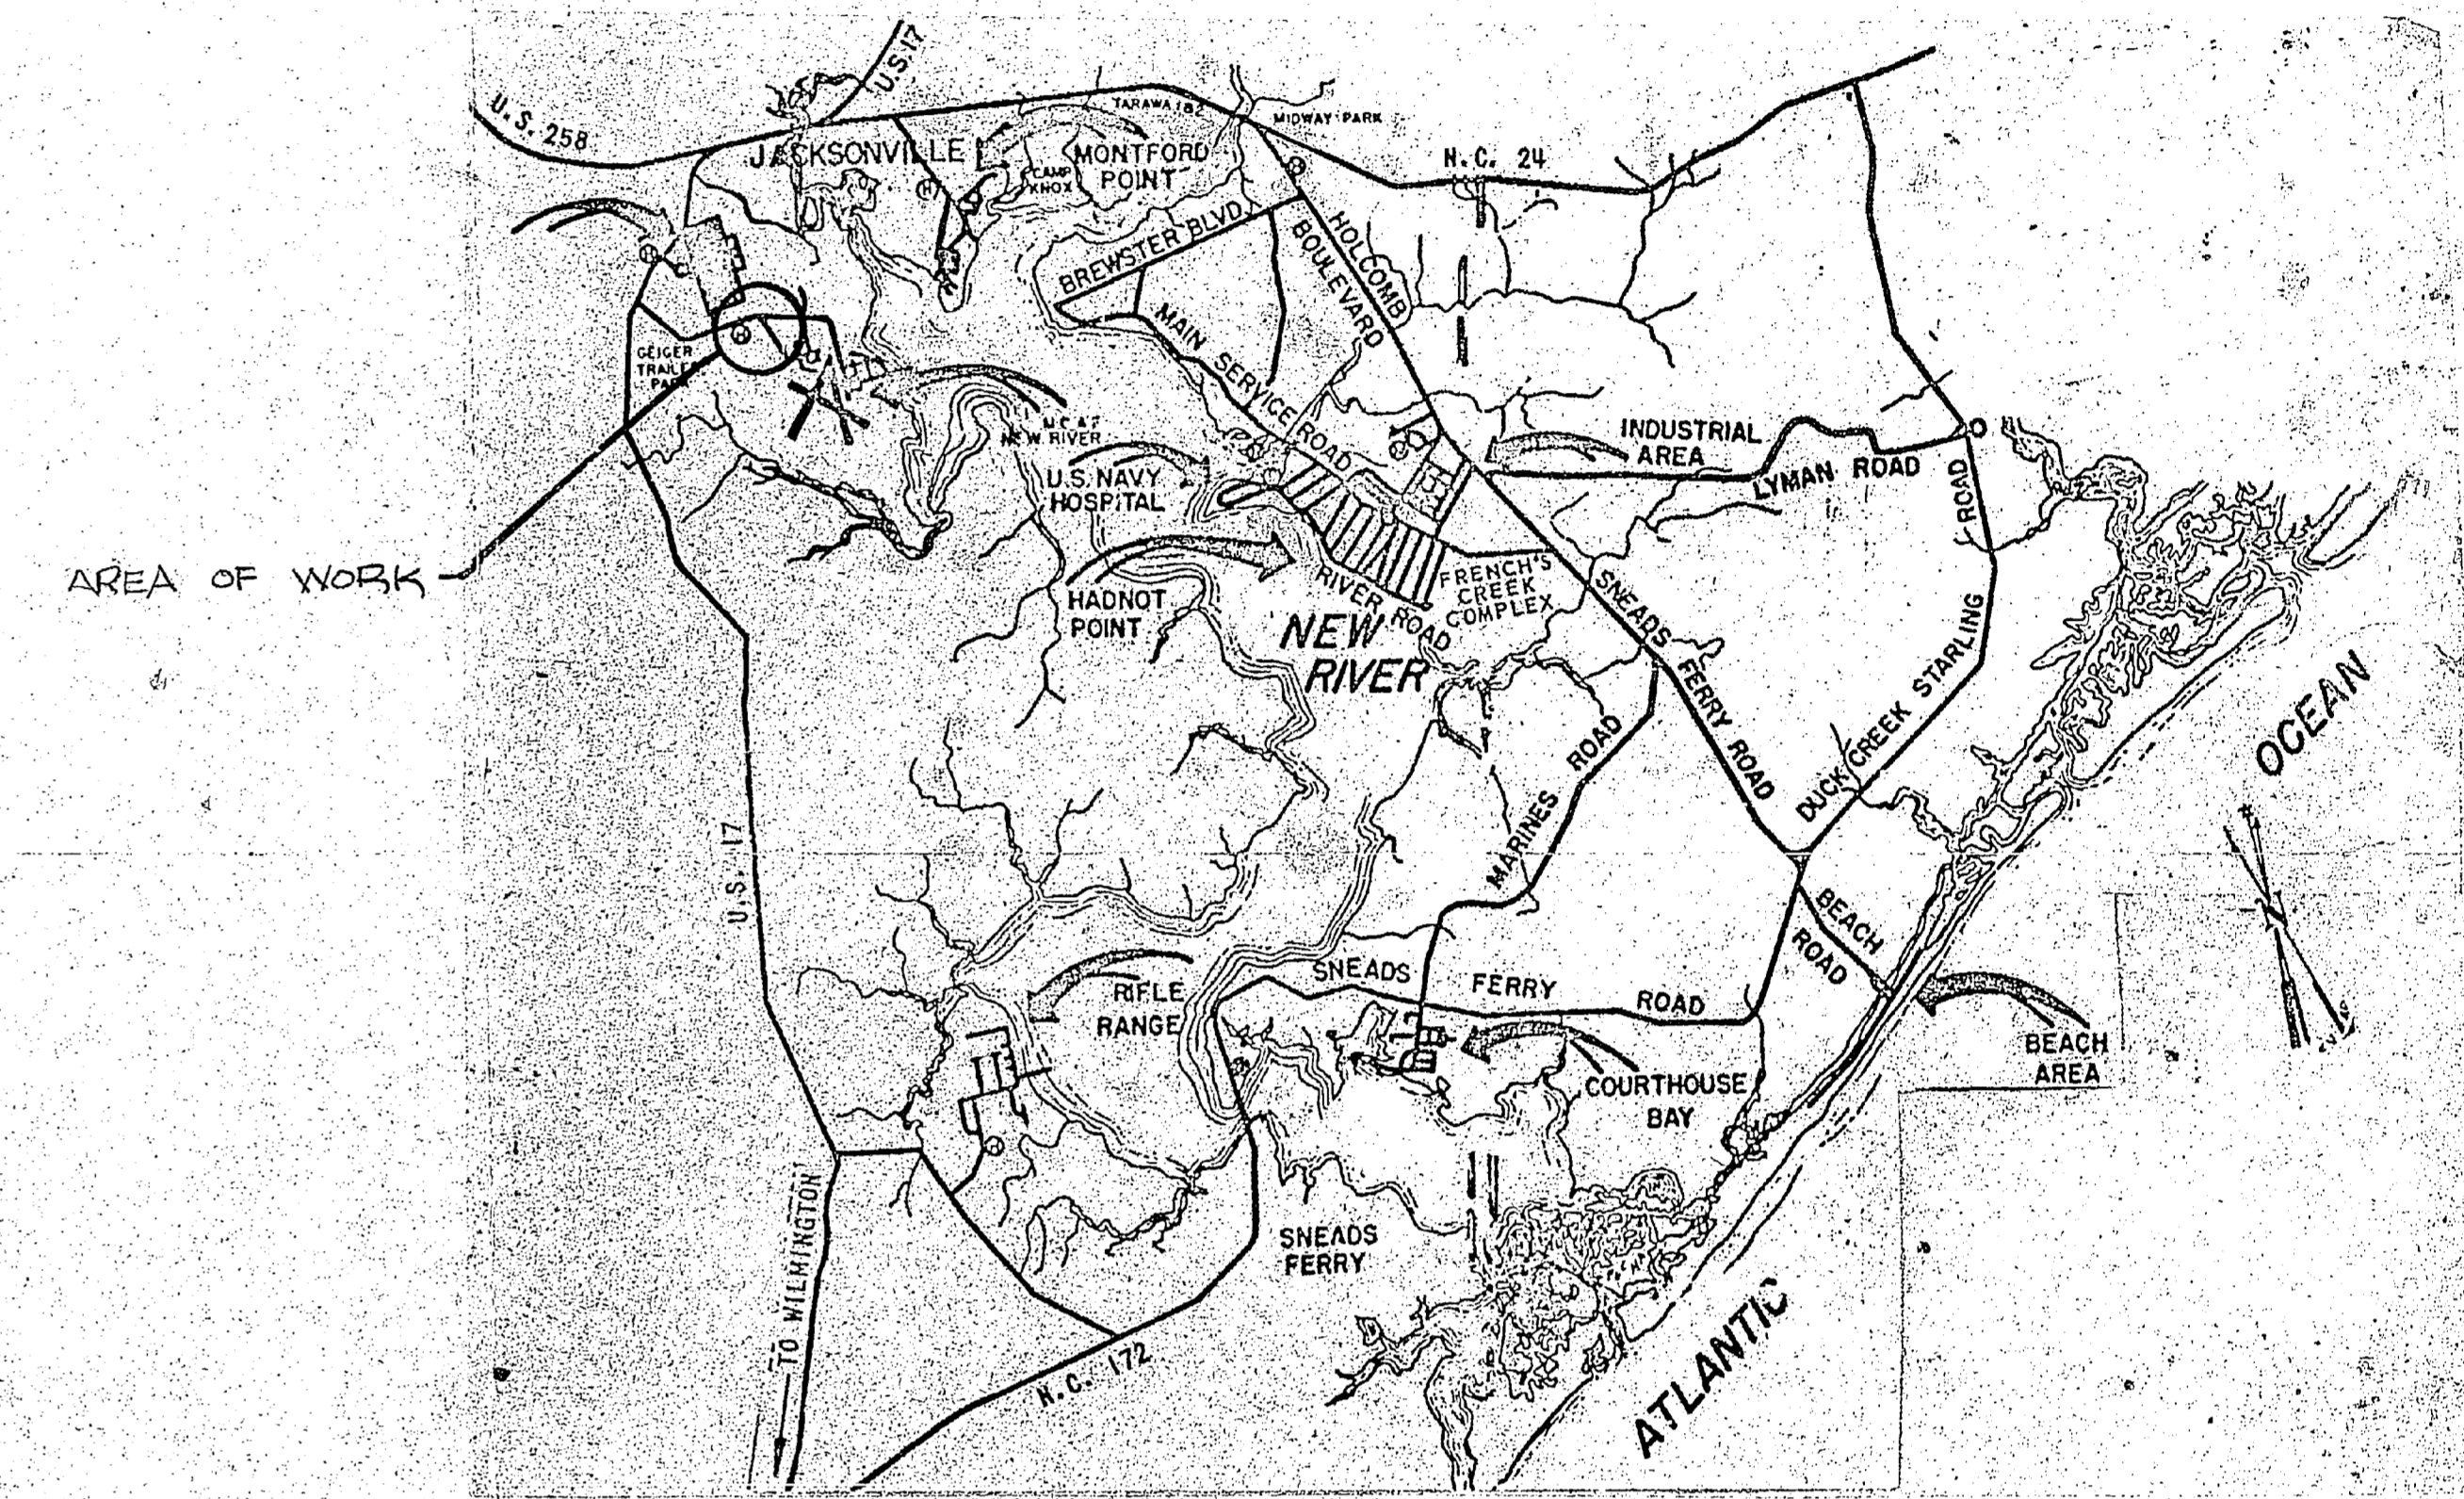 U.S. 17
U.S. 258
TARAWA 1&2
MIDWAY PARK
JACKSONVILLE
MONTFORD
POINT
CAMP
KNOX
N.C. 24
BREWSTER BLVD.
HOLCOMB
BOULEVARD
MAIN SERVICE ROAD
GEIGER
TRAILER
PARK
NEW RIVER
U.S. NAVY
HOSPITAL
INDUSTRIAL
AREA
LYMAN ROAD
AREA OF WORK
HADNOT
POINT
RIVER ROAD
FRENCH'S
CREEK
COMPLEX
NEW
RIVER
SNEADS FERRY ROAD
DUCK CREEK STARLING ROAD
MARINES ROAD
OCEAN
U.S. 17
BEACH
ROAD
RIFLE
RANGE
SNEADS FERRY ROAD
BEACH
AREA
COURTHOUSE
BAY
TO WILMINGTON
SNEADS
FERRY
N.C. 172
ATLANTIC